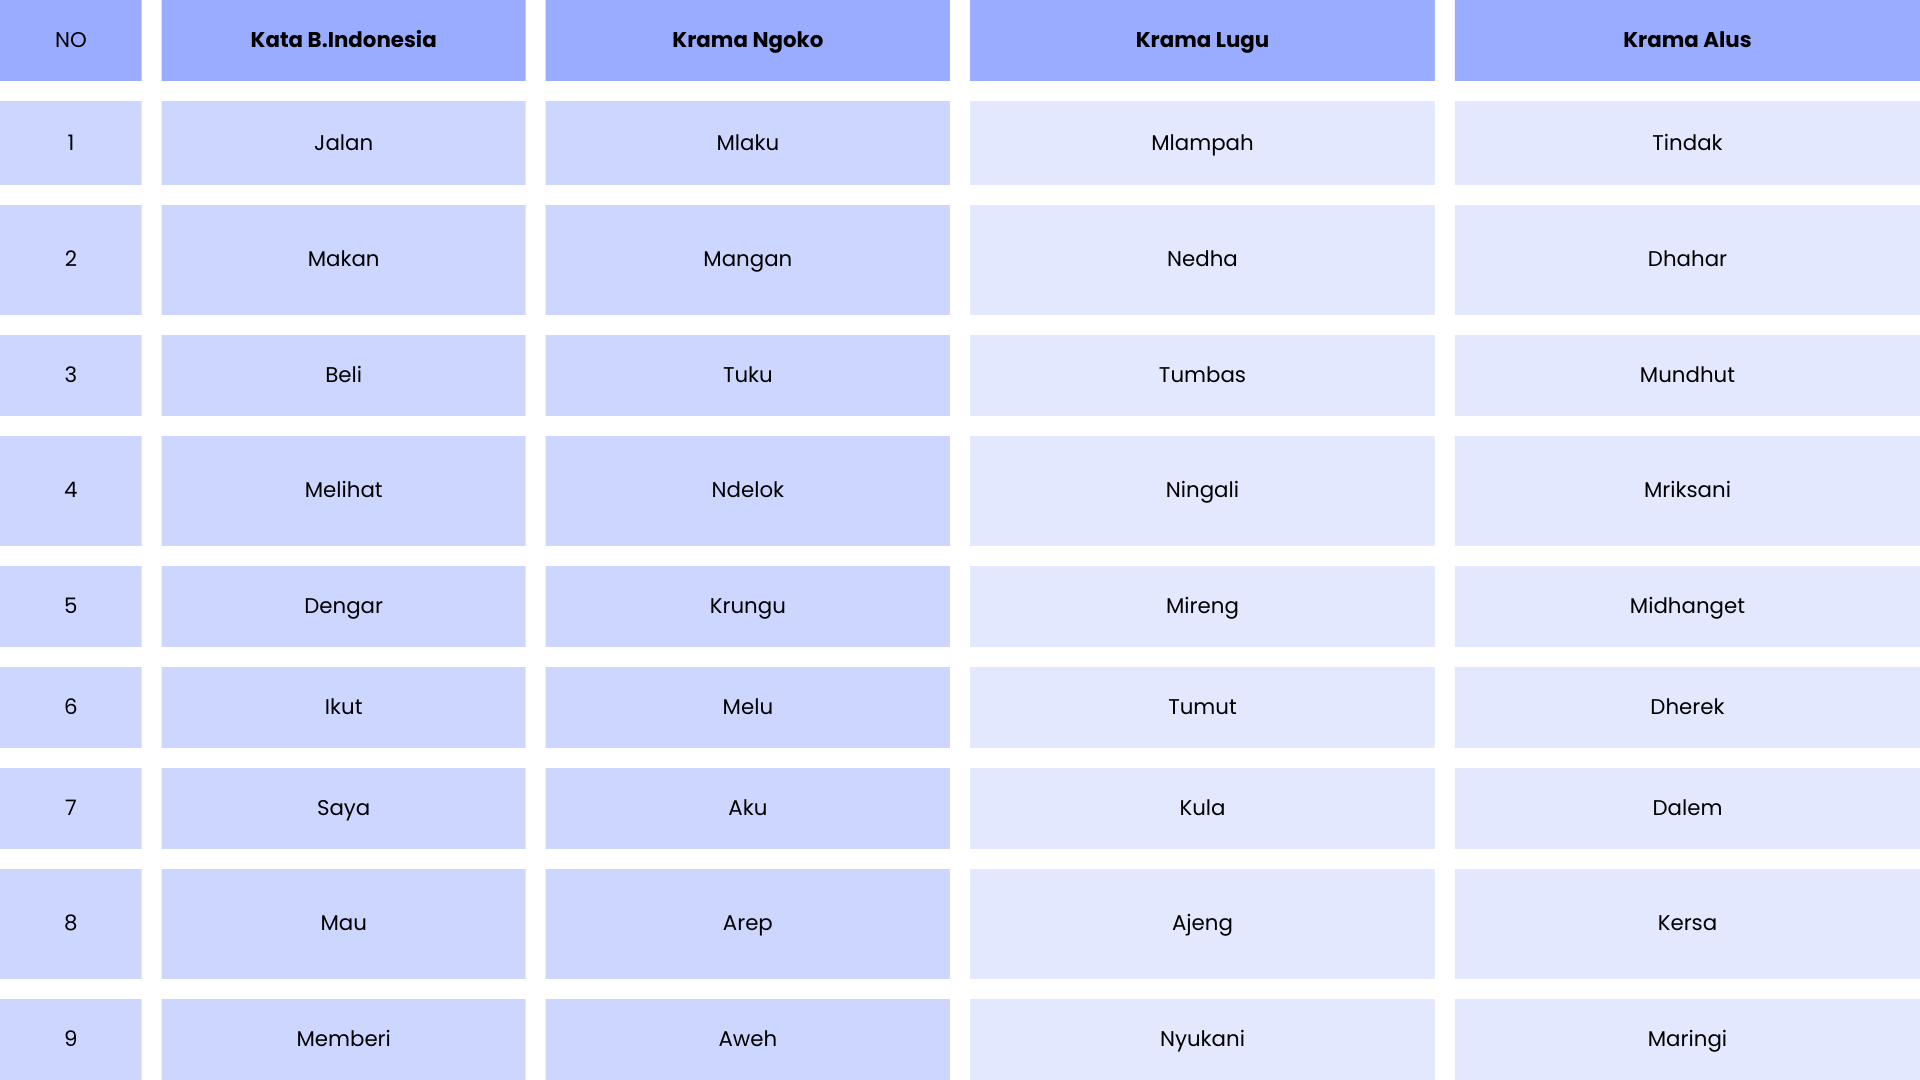 NO Kata B.Indonesia Krama Ngoko Krama Lugu Krama Alus
1 Jalan Mlaku Mlampah Tindak
2 Makan Mangan Nedha Dhahar
3 Beli Tuku Tumbas Mundhut
4 Melihat Ndelok Ningali Mriksani
5 Dengar Krungu Mireng Midhanget
6 Ikut Melu Tumut Dherek
7 Saya Aku Kula Dalem
8 Mau Arep Ajeng Kersa
9 Memberi Aweh Nyukani Maringi